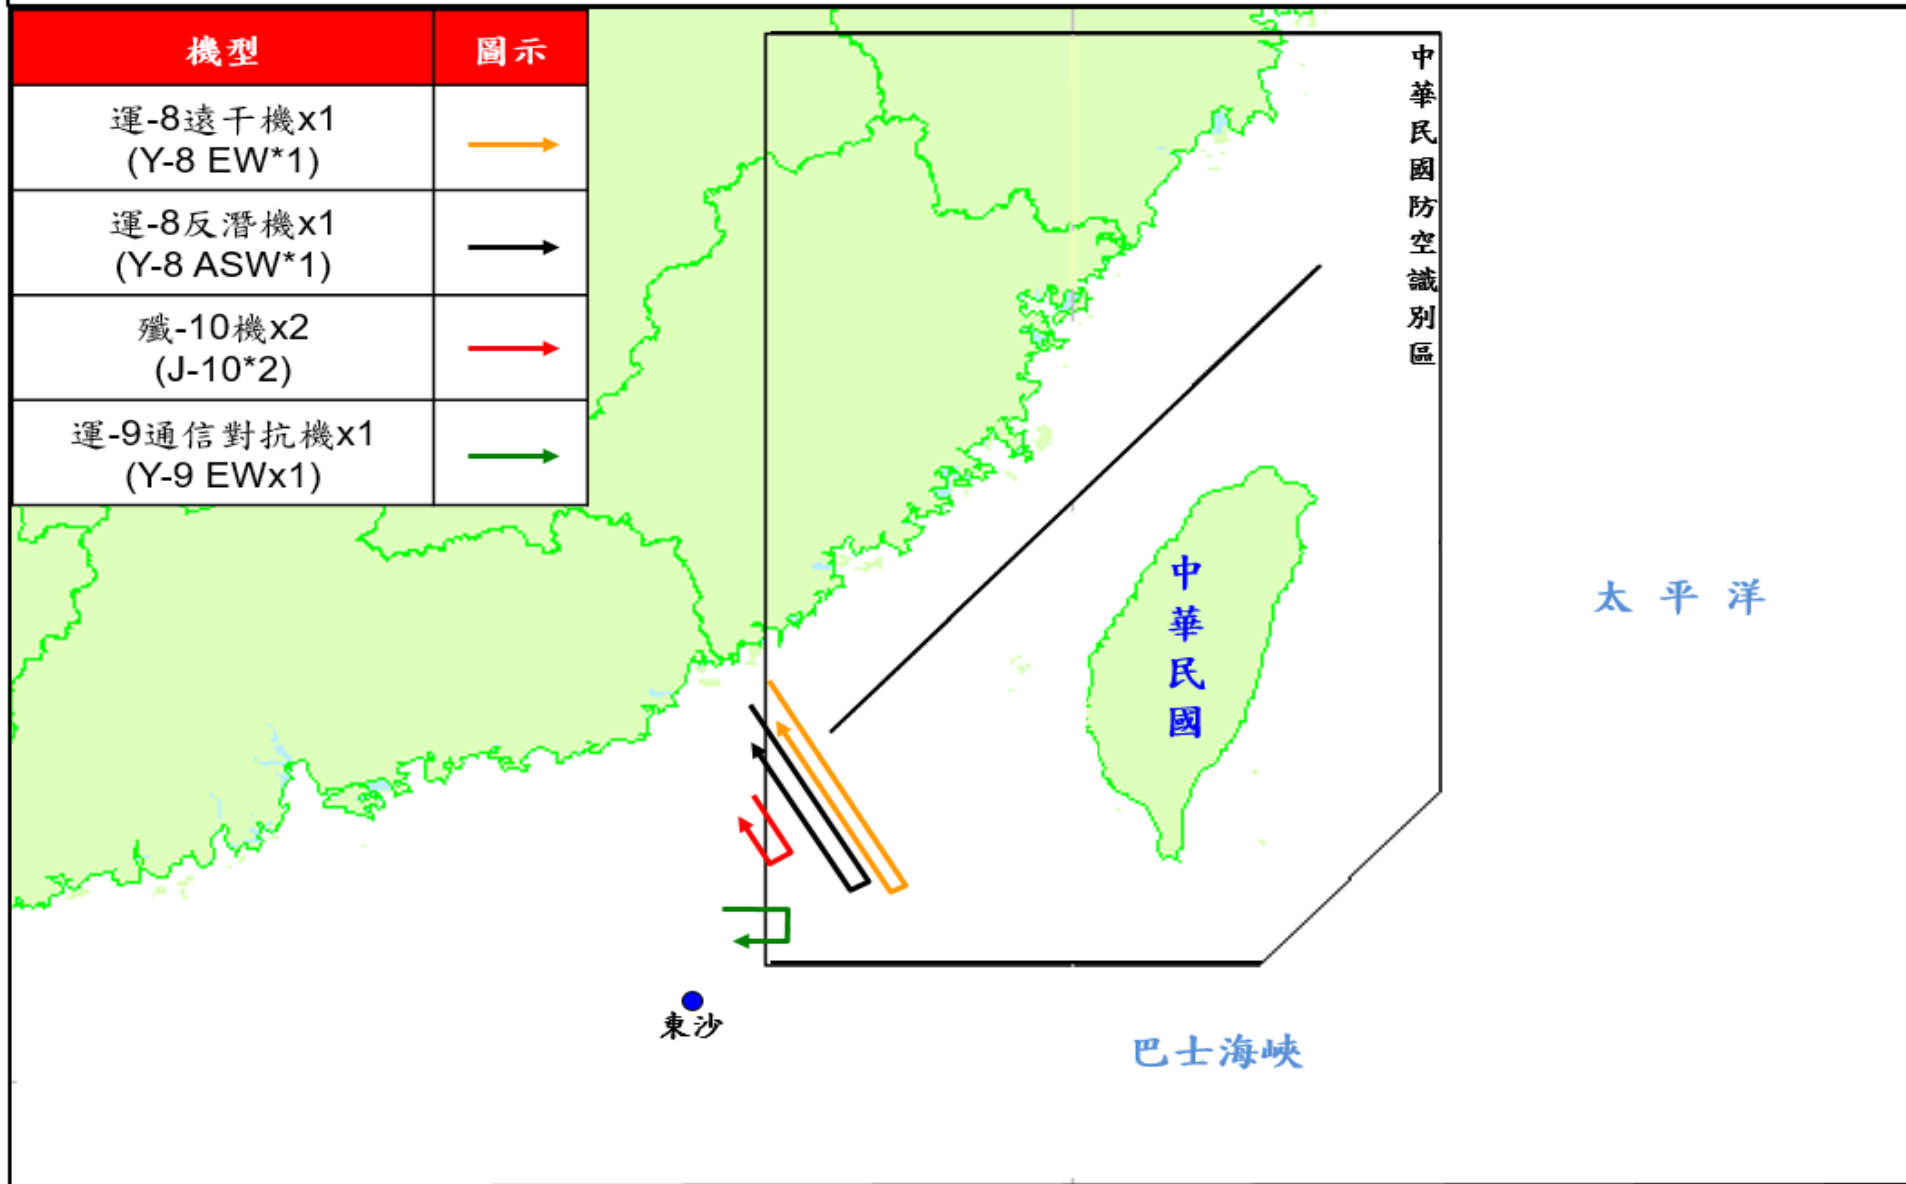 機型
圖示
運-8遠干機x1
(Y-8 EW*1)
運-8反潛機x1
(Y-8 ASW*1)
殲-10機x2
(J-10*2)
運-9通信對抗機x1
(Y-9 EWx1)
中華民國防空識別區
中華民國
太平洋
東沙
巴士海峽